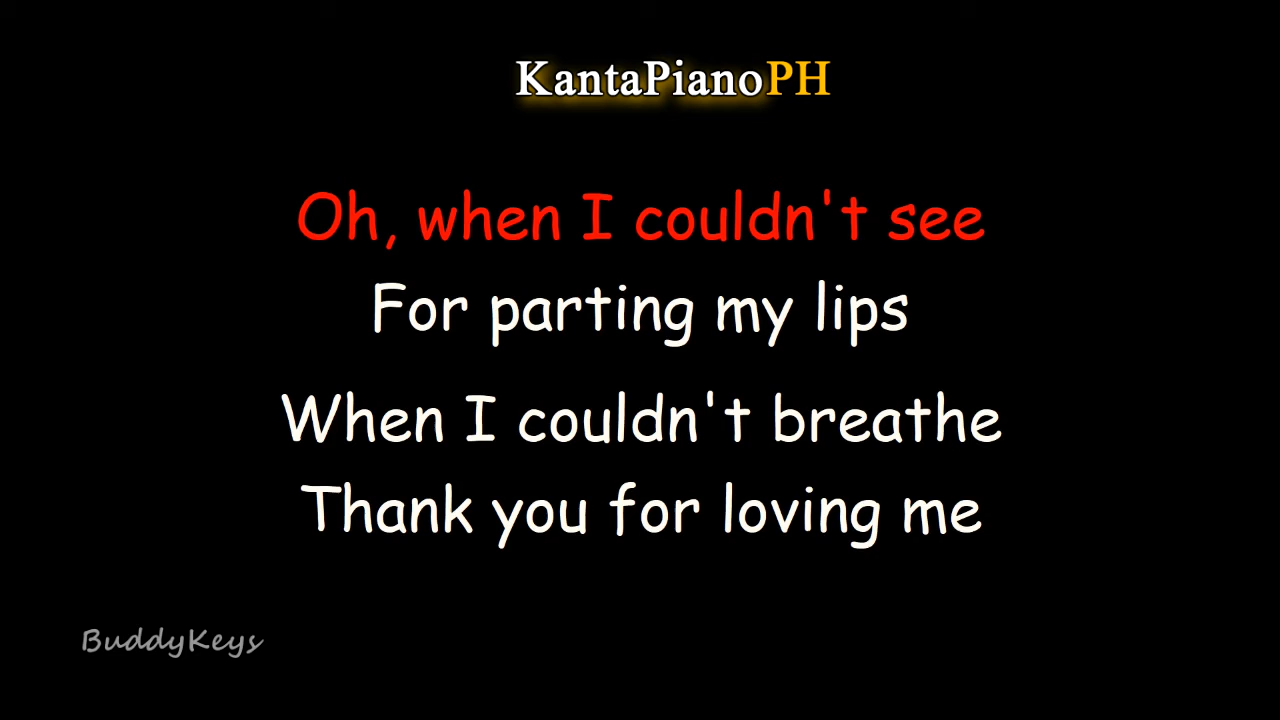 KantaPianoPH
Oh, when I couldn't see
For parting my lips
When I couldn't breathe
Thank you for loving me
BuddyKeys